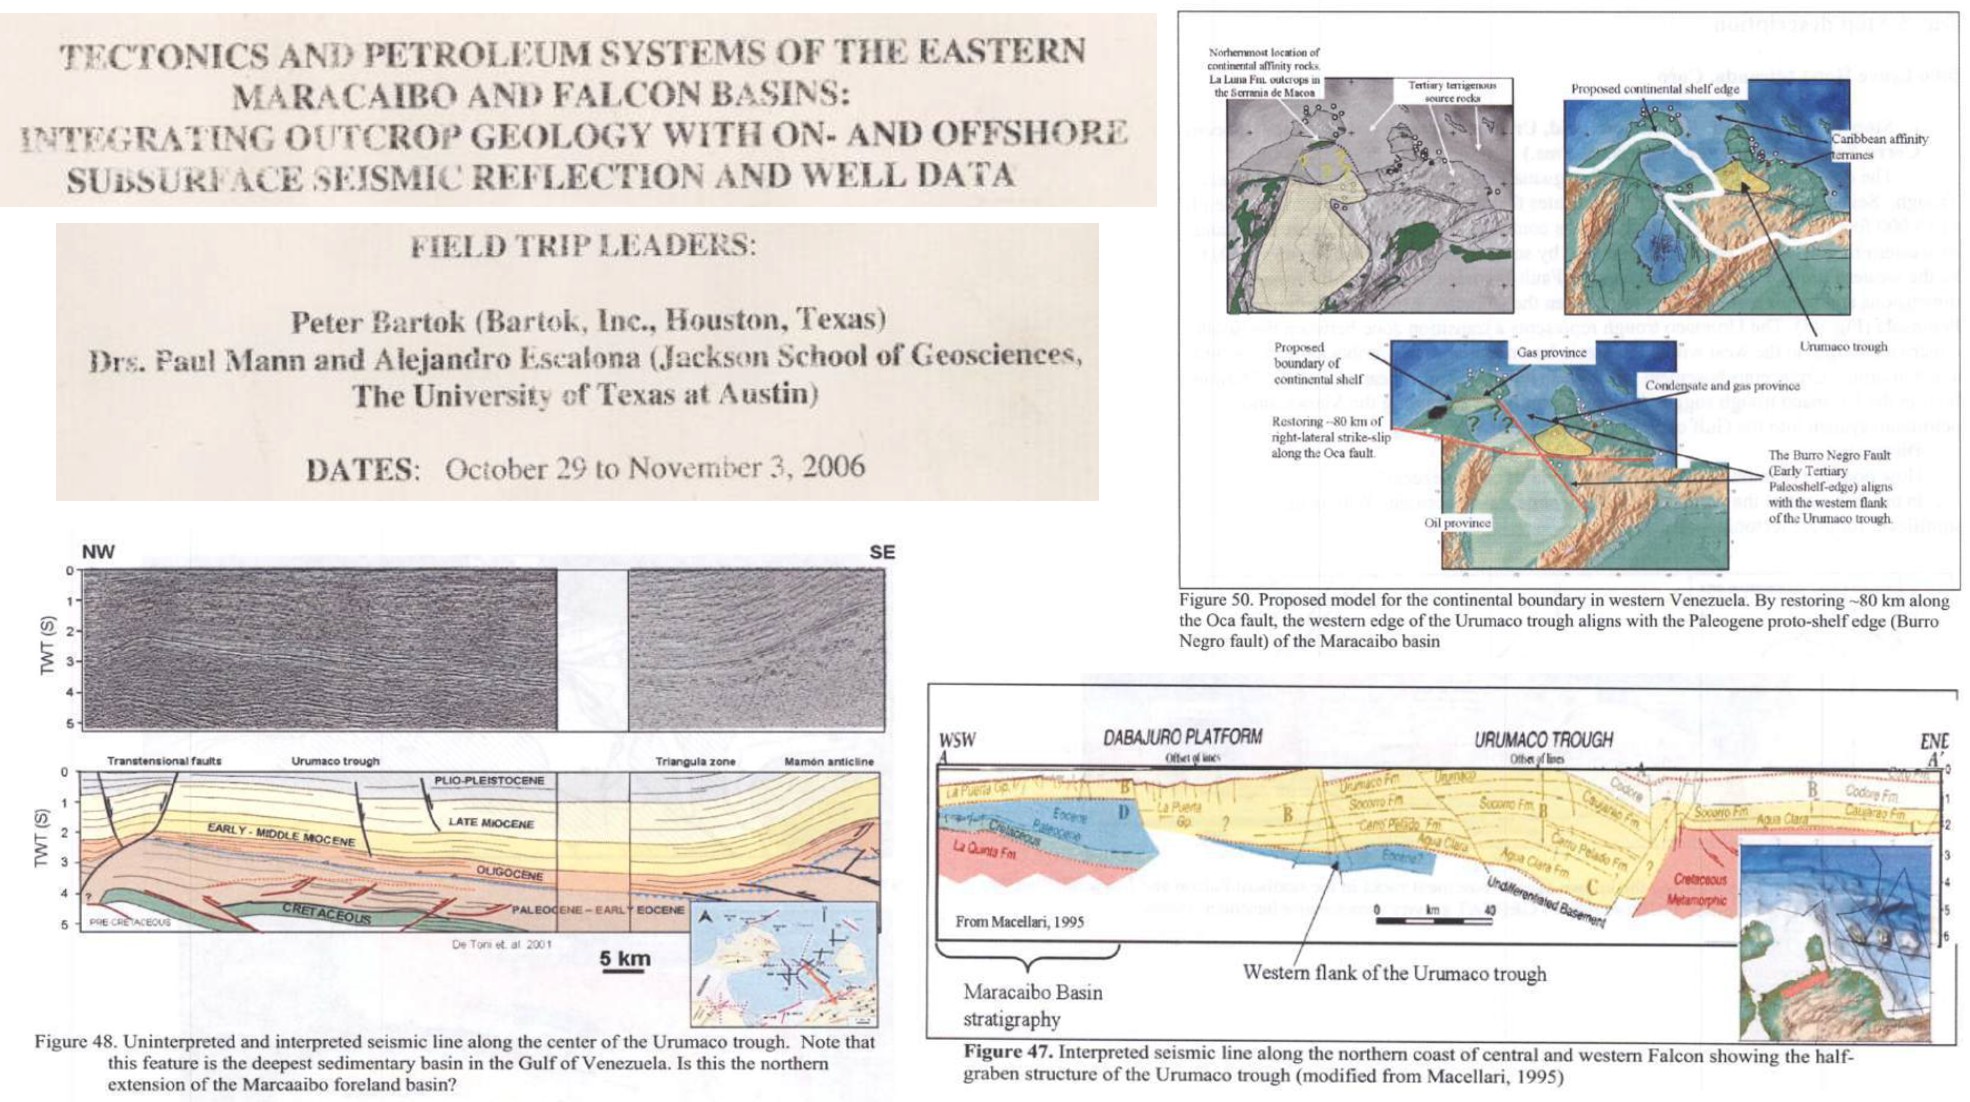 TECTONICS AND PETROLEUM SYSTEMS OF THE EASTERN
MARACAIBO AND FALCON BASINS:
INTEGRATING OUTCROP GEOLOGY WITH ON- AND OFFSHORE
SUBSURFACE SEISMIC REFLECTION AND WELL DATA
FIELD TRIP LEADERS:
Peter Bartok (Bartok, Inc., Houston, Texas)
Drs. Paul Mann and Alejandro Escalona (Jackson School of Geosciences,
The University of Texas at Austin)
DATES: October 29 to November 3, 2006
Norhernmost location of
continental affinity rocks.
La Luna Fm. outcrops in
the Serrania de Macoa
Tertiary terrigenous
source rocks
Proposed continental shelf edge
Caribbean affinity
terranes
Urumaco trough
Proposed
boundary of
continental shelf
Gas province
Condensate and gas province
Restoring ~80 km of
right-lateral strike-slip
along the Oca fault.
The Burro Negro Fault
(Early Tertiary
Paleoshelf-edge) aligns
with the western flank
of the Urumaco trough.
Oil province
Figure 50. Proposed model for the continental boundary in western Venezuela. By restoring ~80 km along
the Oca fault, the western edge of the Urumaco trough aligns with the Paleogene proto-shelf edge (Burro
Negro fault) of the Maracaibo basin
NW SE
TWT (S)
0
1
2
3
4
5
Transtensional faults Urumaco trough Triangula zone Mamón anticline
TWT (S)
0
1
2
3
4
5
PLIO-PLEISTOCENE
LATE MIOCENE
EARLY - MIDDLE MIOCENE
OLIGOCENE
CRETACEOUS
PALEOCENE - EARLY EOCENE
PRE CRETACEOUS
?
De Toni et. al 2001
5 km
Figure 48. Uninterpreted and interpreted seismic line along the center of the Urumaco trough. Note that
this feature is the deepest sedimentary basin in the Gulf of Venezuela. Is this the northern
extension of the Marcaaibo foreland basin?
WSW DABAJURO PLATFORM URUMACO TROUGH ENE
A Offset of lines Offset of lines A'
La Puerta Gp. B
Eocene D
Paleocene
Cretaceous
La Quinta Fm.
La Puerta
Gp. ?
B
Urumaco Fm. Urumaco
Socorro Fm. Socorro Fm. B
Cerro Pelado Fm.
Agua Clara
Eocene?
Agua Clara Fm.
C
Undifferentiated Basement
Caujarao Fm.
Codore
Cerro Pelado Fm.
?
Socorro Fm.
Agua Clara
B Codore Fm.
Caujarao Fm.
Cretaceous
Metamorphic
0
1
2
3
4
5
6
0 km 40
From Macellari, 1995
Maracaibo Basin
stratigraphy
Western flank of the Urumaco trough
Figure 47. Interpreted seismic line along the northern coast of central and western Falcon showing the half-
graben structure of the Urumaco trough (modified from Macellari, 1995)